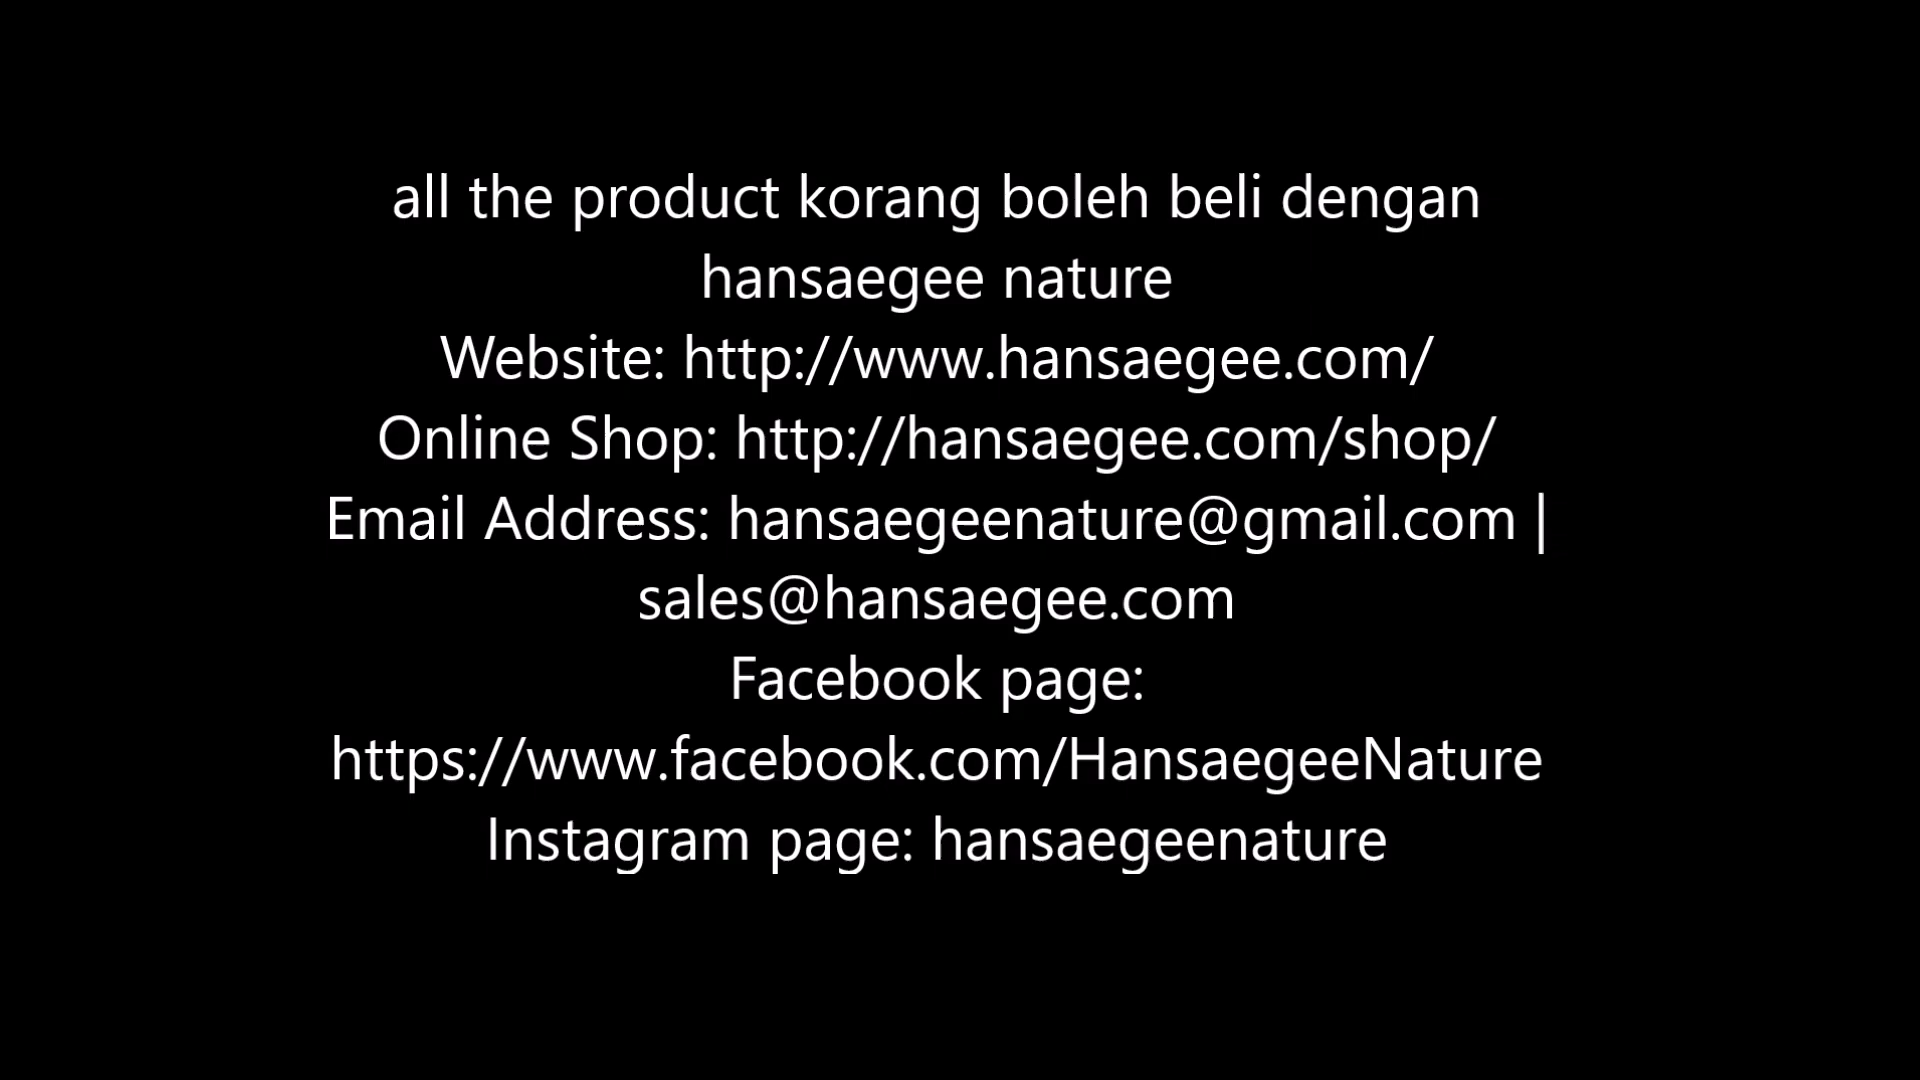 all the product korang boleh beli dengan
hansaegee nature
Website: http://www.hansaegee.com/
Online Shop: http://hansaegee.com/shop/
Email Address: hansaegeenature@gmail.com |
sales@hansaegee.com
Facebook page:
https://www.facebook.com/HansaegeeNature
Instagram page: hansaegeenature